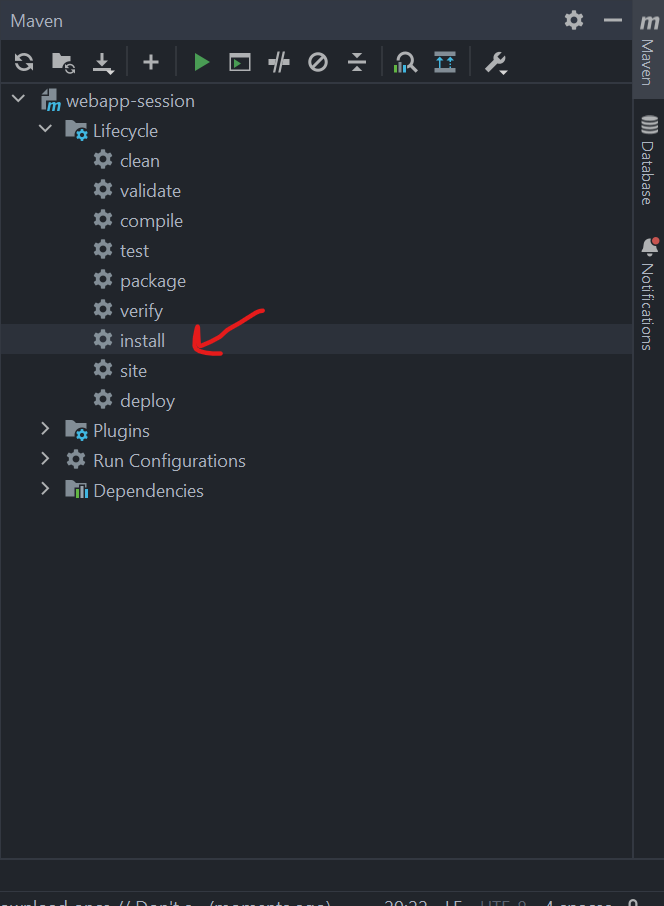 Maven
webapp-session
Lifecycle
clean
validate
compile
test
package
verify
install
site
deploy
Plugins
Run Configurations
Dependencies
m
Maven
Database
Notifications